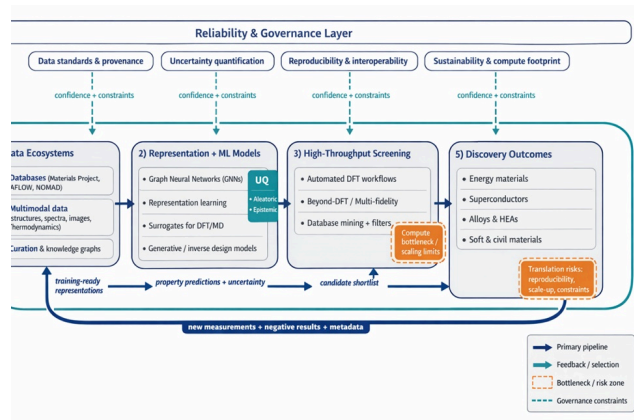 Reliability & Governance Layer
Data standards & provenance
Uncertainty quantification
Reproducibility & interoperability
Sustainability & compute footprint
confidence + constraints
confidence + constraints
confidence + constraints
confidence + constraints
ata Ecosystems
Databases (Materials Project,
AFLOW, NOMAD)
Multimodal data
structures, spectra, images,
hermodynamics)
Curation & knowledge graphs
2) Representation + ML Models
• Graph Neural Networks (GNNs)
• Representation learning
• Surrogates for DFT/MD
• Generative / inverse design models
UQ
• Aleatoric
• Epistemic
3) High-Throughput Screening
• Automated DFT workflows
• Beyond-DFT / Multi-fidelity
• Database mining + filters
Compute
bottleneck /
scaling limits
5) Discovery Outcomes
• Energy materials
• Superconductors
• Alloys & HEAs
• Soft & civil materials
Translation risks:
reproducibility,
scale-up, constraints
training-ready
representations
property predictions + uncertainty
candidate shortlist
new measurements + negative results + metadata
Primary pipeline
Feedback / selection
Bottleneck / risk zone
Governance constraints